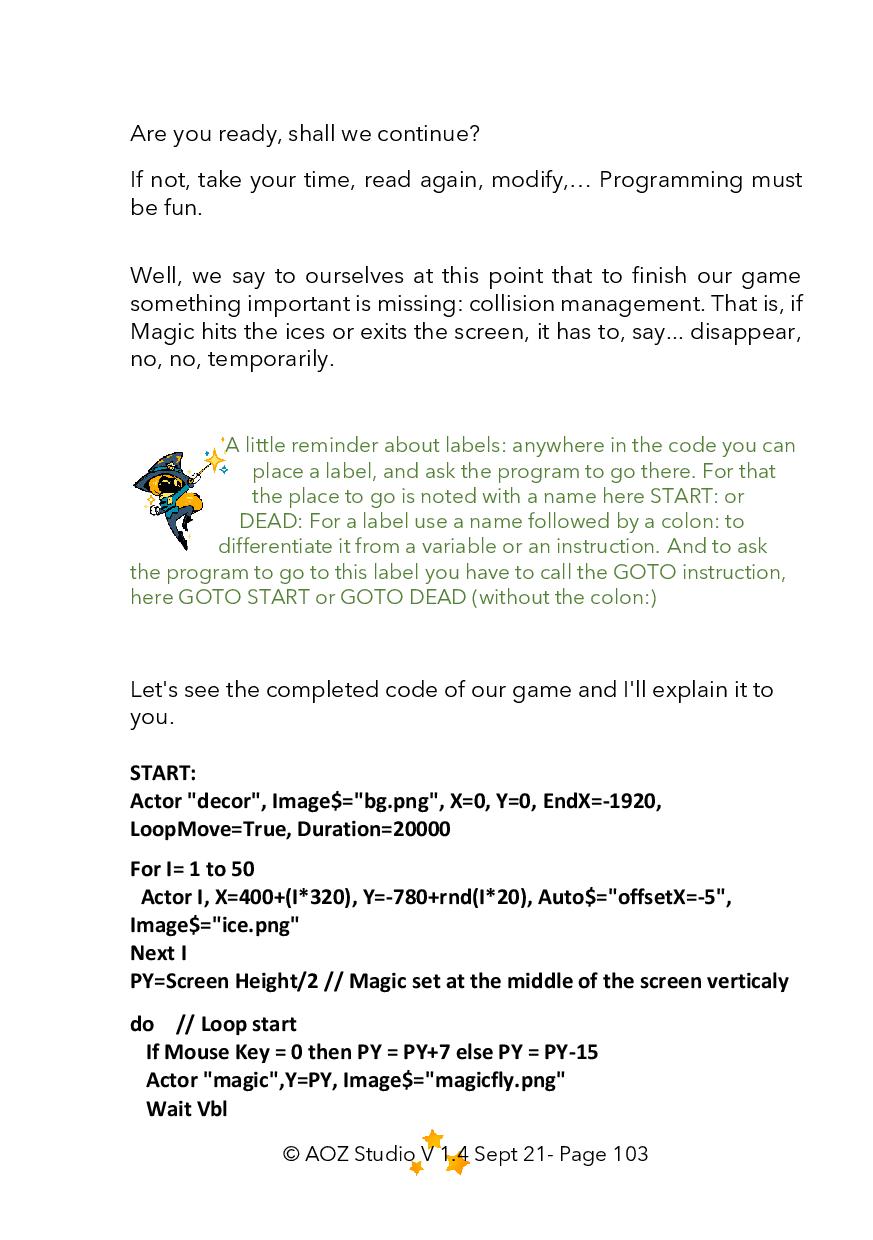 Are you ready, shall we continue?
If not, take your time, read again, modify,... Programming must
be fun.
Well, we say to ourselves at this point that to finish our game
something important is missing: collision management. That is, if
Magic hits the ices or exits the screen, it has to, say... disappear,
no, no, temporarily.
A little reminder about labels: anywhere in the code you can
place a label, and ask the program to go there. For that
the place to go is noted with a name here START: or
DEAD: For a label use a name followed by a colon: to
differentiate it from a variable or an instruction. And to ask
the program to go to this label you have to call the GOTO instruction,
here GOTO START or GOTO DEAD (without the colon:)
Let's see the completed code of our game and I'll explain it to
you.
START:
Actor "decor", Image$="bg.png", X=0, Y=0, EndX=-1920,
LoopMove=True, Duration=20000
For I= 1 to 50
Actor I, X=400+(I*320), Y=-780+rnd(I*20), Auto$="offsetX=-5",
Image$="ice.png"
Next I
PY=Screen Height/2 // Magic set at the middle of the screen verticaly
do // Loop start
If Mouse Key = 0 then PY = PY+7 else PY = PY-15
Actor "magic",Y=PY, Image$="magicfly.png"
Wait Vbl
© AOZ Studio V 1.4 Sept 21- Page 103